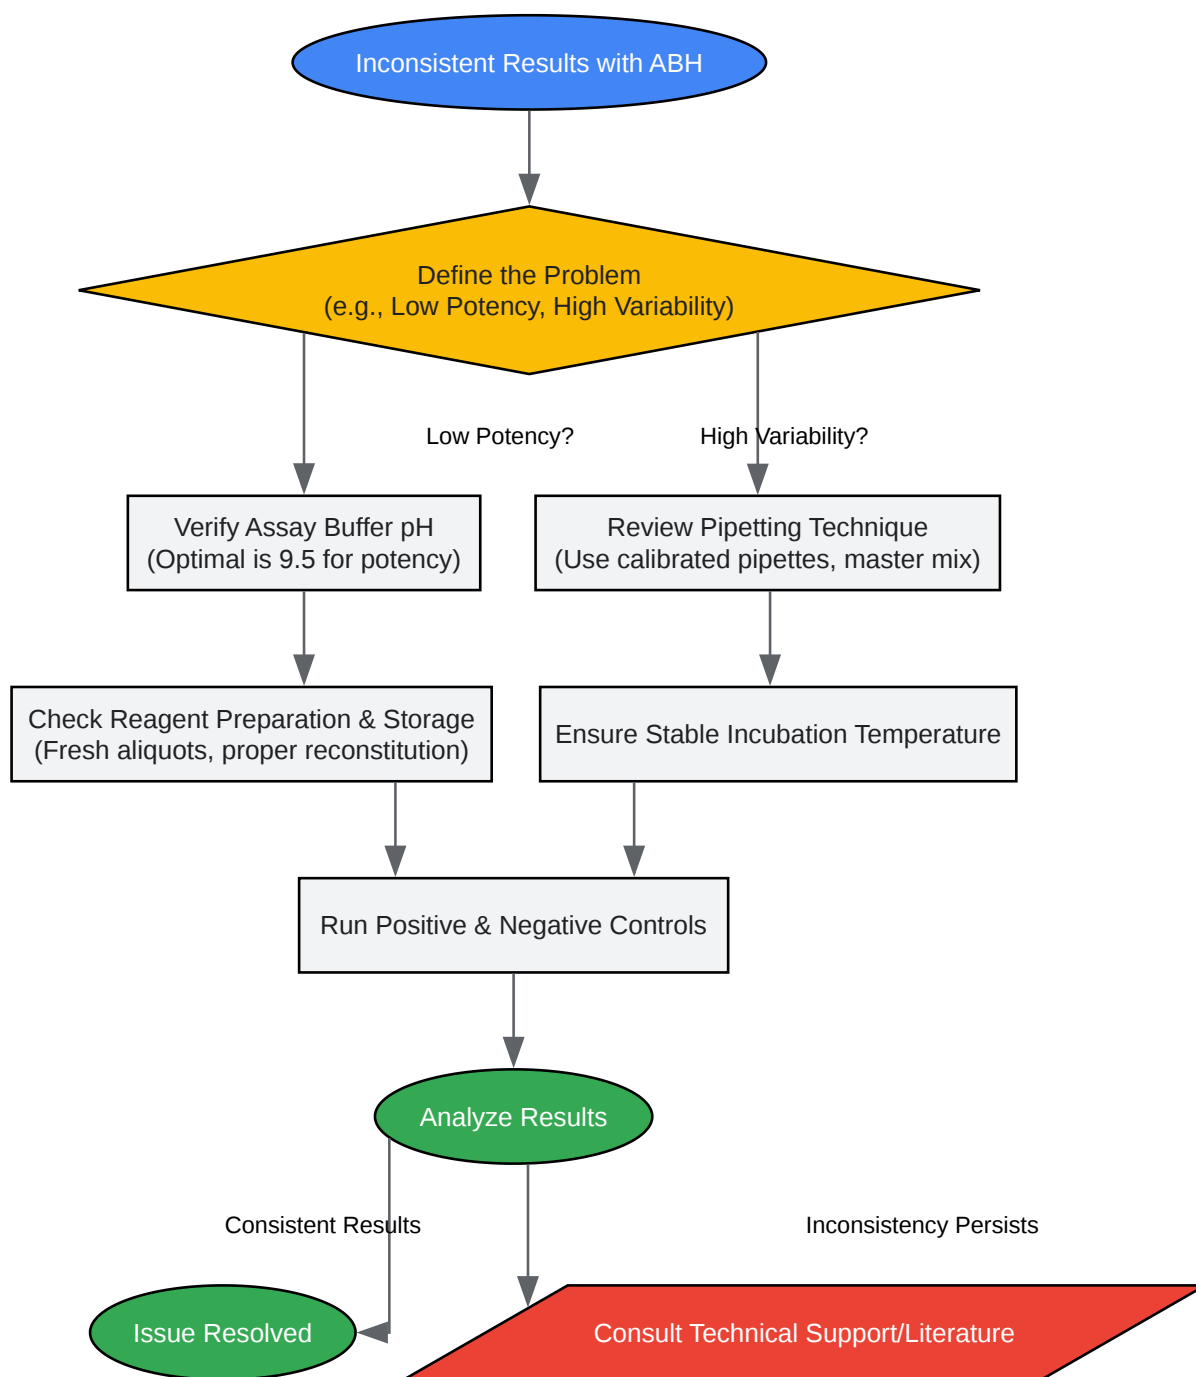 Inconsistent Results with ABH
Define the Problem
(e.g., Low Potency, High Variability)
Low Potency?
High Variability?
Verify Assay Buffer pH
(Optimal is 9.5 for potency)
Review Pipetting Technique
(Use calibrated pipettes, master mix)
Check Reagent Preparation & Storage
(Fresh aliquots, proper reconstitution)
Ensure Stable Incubation Temperature
Run Positive & Negative Controls
Analyze Results
Consistent Results
Inconsistency Persists
Issue Resolved
Consult Technical Support/Literature